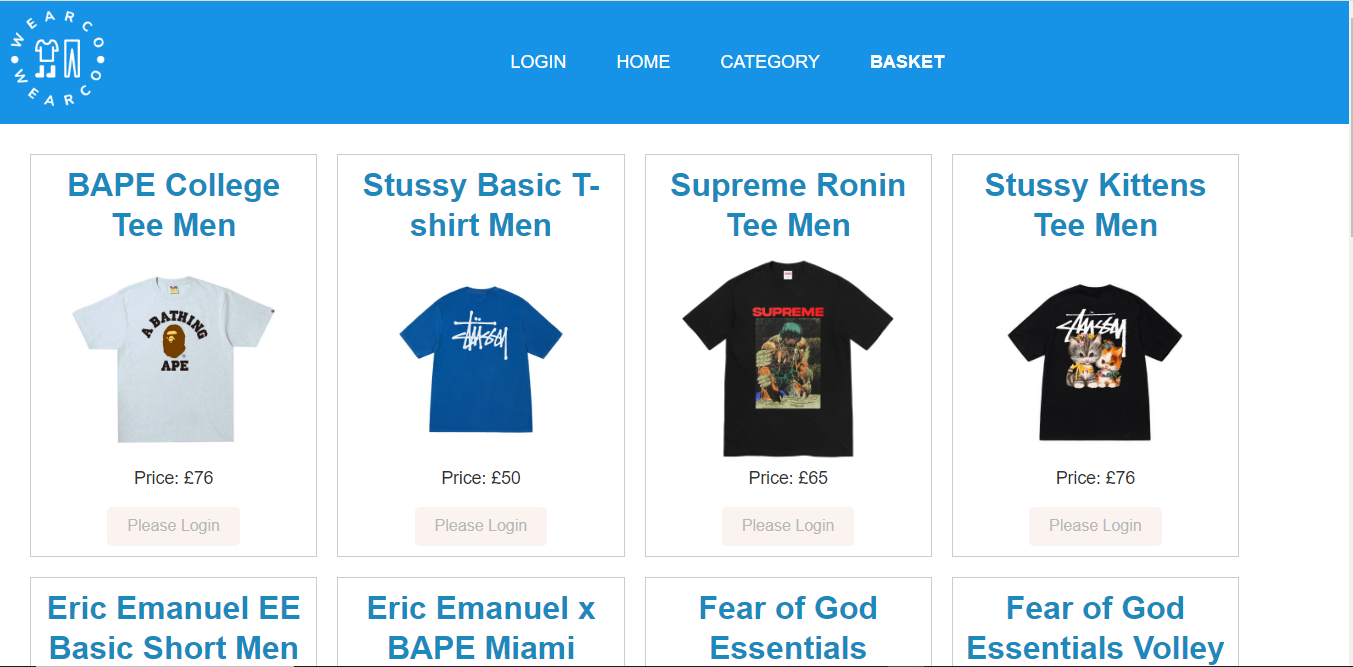 WEARCO WEARCO
LOGIN HOME CATEGORY BASKET
BAPE College
Tee Men
A BATHING
APE
Price: £76
Please Login
Stussy Basic T-
shirt Men
Stüssy
Price: £50
Please Login
Supreme Ronin
Tee Men
SUPREME
Price: £65
Please Login
Stussy Kittens
Tee Men
Stüssy
Price: £76
Please Login
Eric Emanuel EE
Basic Short Men
Eric Emanuel x
BAPE Miami
Fear of God
Essentials
Fear of God
Essentials Volley